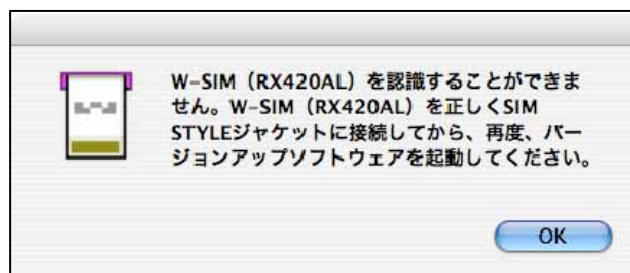 W-SIM（RX420AL）を認識することができま
せん。W-SIM（RX420AL）を正しくSIM
STYLEジャケットに接続してから、再度、バー
ジョンアップソフトウェアを起動してください。
OK